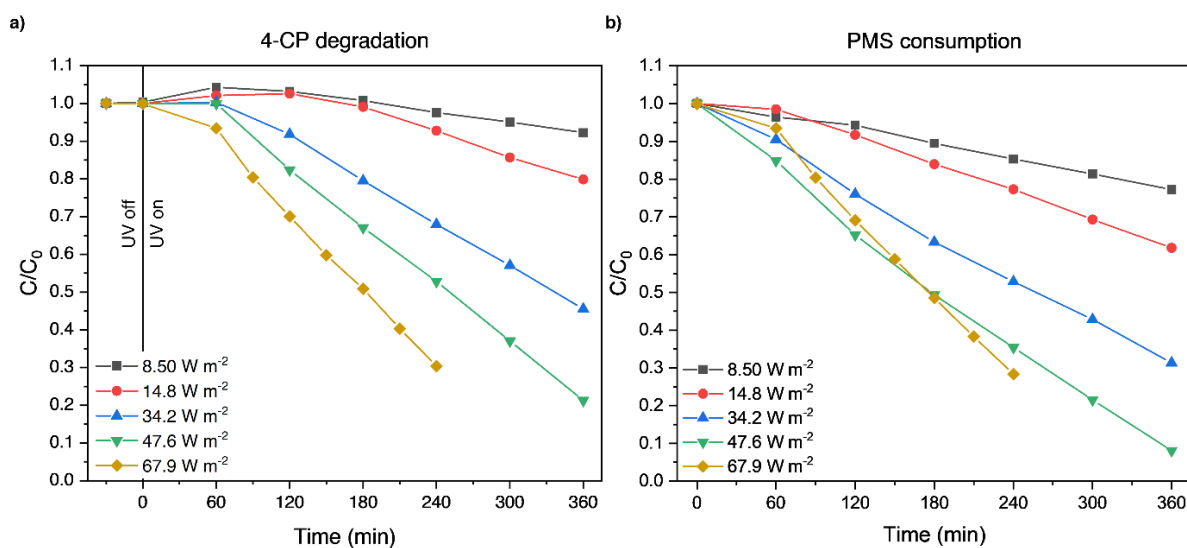 a)
4-CP degradation
1.1
1.0
0.9
0.8
0.7
0.6
0.5
0.4
0.3
0.2
0.1
0.0
C/C₀
UV off
UV on
8.50 W m⁻²
14.8 W m⁻²
34.2 W m⁻²
47.6 W m⁻²
67.9 W m⁻²
0 60 120 180 240 300 360
Time (min)
b)
PMS consumption
1.1
1.0
0.9
0.8
0.7
0.6
0.5
0.4
0.3
0.2
0.1
0.0
C/C₀
8.50 W m⁻²
14.8 W m⁻²
34.2 W m⁻²
47.6 W m⁻²
67.9 W m⁻²
0 60 120 180 240 300 360
Time (min)